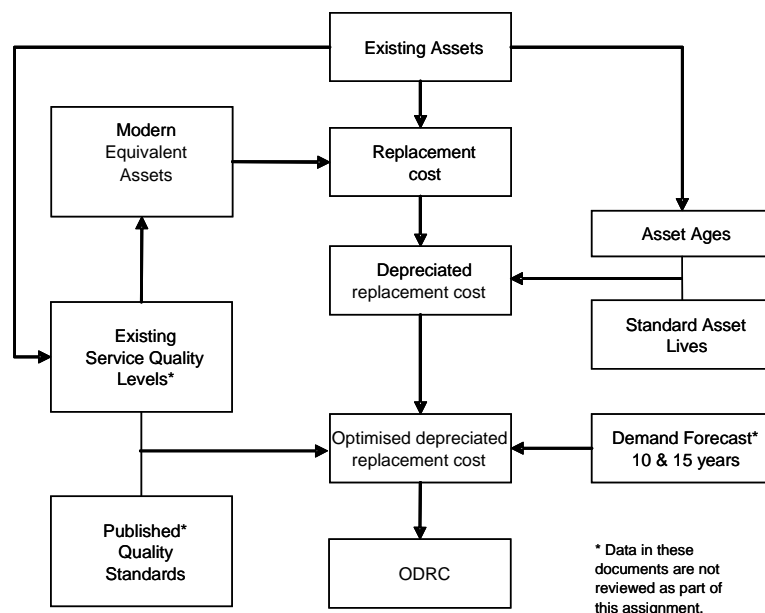 Existing Assets
Modern
Equivalent
Assets
Replacement
cost
Asset Ages
Depreciated
replacement cost
Existing
Service Quality
Levels*
Standard Asset
Lives
Optimised depreciated
replacement cost
Demand Forecast*
10 & 15 years
Published*
Quality
Standards
ODRC
* Data in these
documents are not
reviewed as part of
this assignment.